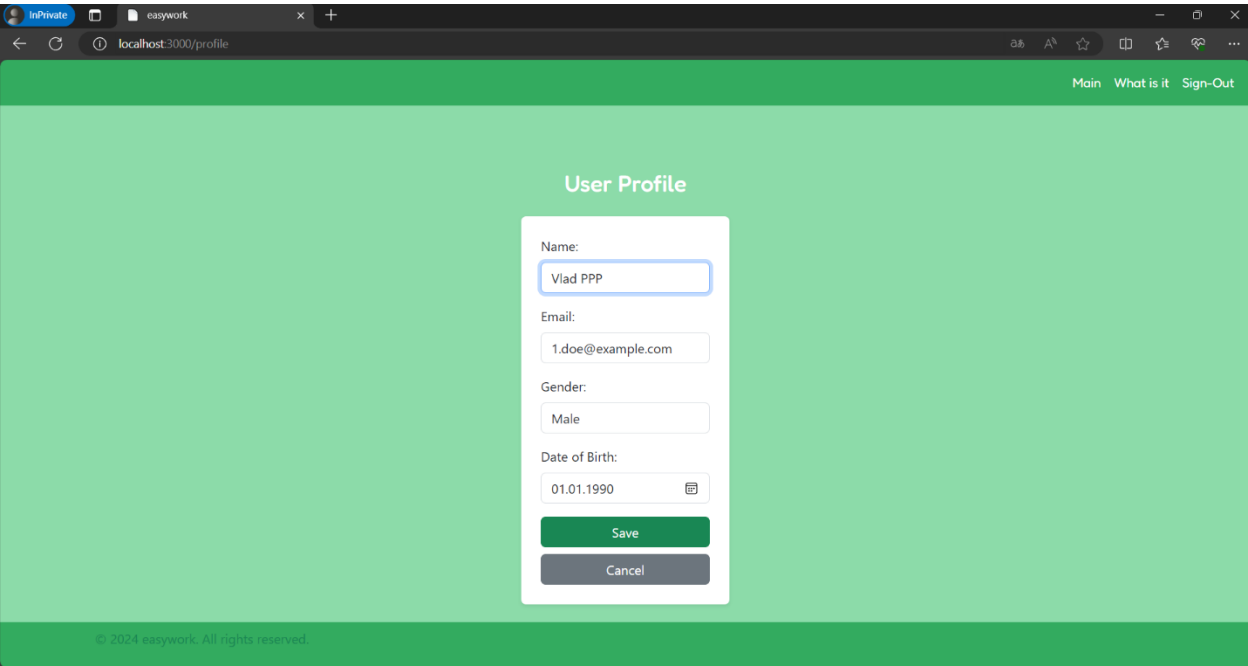 InPrivate
easywork
localhost:3000/profile
Main What is it Sign-Out
User Profile
Name:
Vlad PPP
Email:
1.doe@example.com
Gender:
Male
Date of Birth:
01.01.1990
Save
Cancel
© 2024 easywork. All rights reserved.